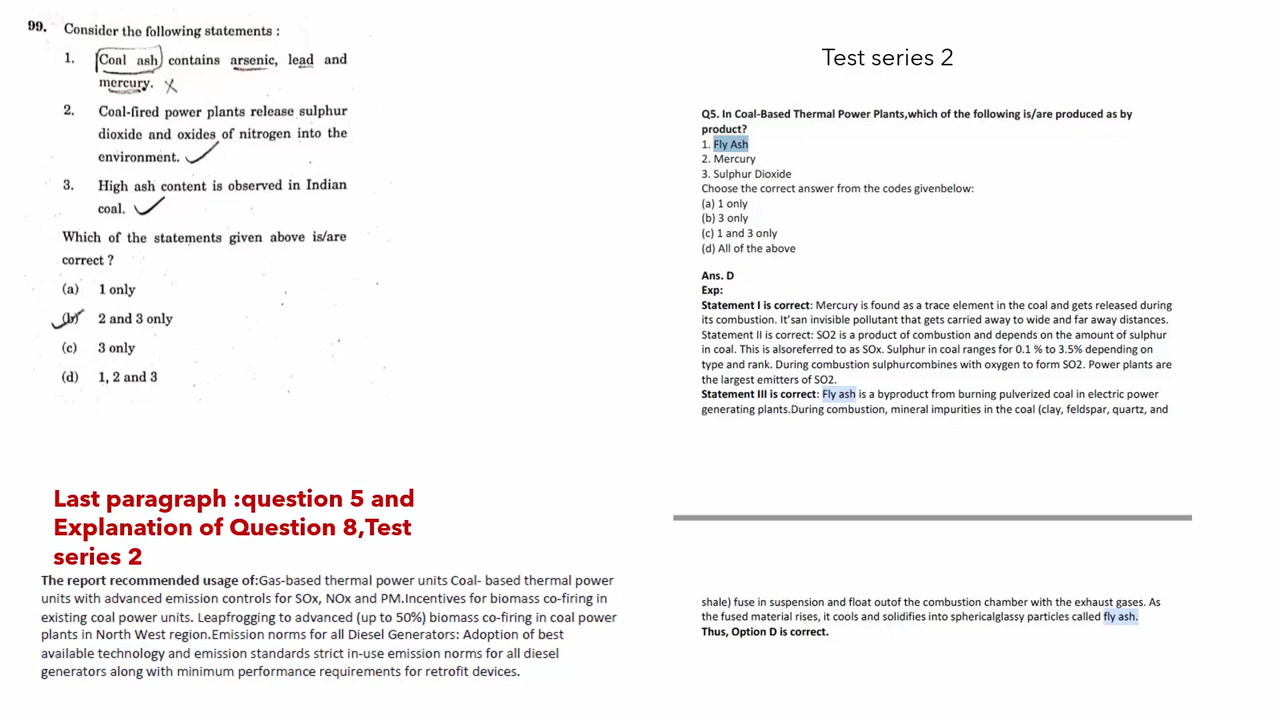 99. Consider the following statements :
1. Coal ash contains arsenic, lead and
mercury. X
2. Coal-fired power plants release sulphur
dioxide and oxides of nitrogen into the
environment.
3. High ash content is observed in Indian
coal.
Which of the statements given above is/are
correct ?
(a) 1 only
(b) 2 and 3 only
(c) 3 only
(d) 1, 2 and 3
Last paragraph :question 5 and
Explanation of Question 8,Test
series 2
The report recommended usage of:Gas-based thermal power units Coal- based thermal power
units with advanced emission controls for SOx, NOx and PM.Incentives for biomass co-firing in
existing coal power units. Leapfrogging to advanced (up to 50%) biomass co-firing in coal power
plants in North West region.Emission norms for all Diesel Generators: Adoption of best
available technology and emission standards strict in-use emission norms for all diesel
generators along with minimum performance requirements for retrofit devices.
Test series 2
Q5. In Coal-Based Thermal Power Plants,which of the following is/are produced as by
product?
1. Fly Ash
2. Mercury
3. Sulphur Dioxide
Choose the correct answer from the codes givenbelow:
(a) 1 only
(b) 3 only
(c) 1 and 3 only
(d) All of the above
Ans. D
Exp:
Statement I is correct: Mercury is found as a trace element in the coal and gets released during
its combustion. It'san invisible pollutant that gets carried away to wide and far away distances.
Statement II is correct: SO2 is a product of combustion and depends on the amount of sulphur
in coal. This is alsoreferred to as SOx. Sulphur in coal ranges for 0.1 % to 3.5% depending on
type and rank. During combustion sulphurcombines with oxygen to form SO2. Power plants are
the largest emitters of SO2.
Statement III is correct: Fly ash is a byproduct from burning pulverized coal in electric power
generating plants.During combustion, mineral impurities in the coal (clay, feldspar, quartz, and
shale) fuse in suspension and float outof the combustion chamber with the exhaust gases. As
the fused material rises, it cools and solidifies into sphericalglassy particles called fly ash.
Thus, Option D is correct.